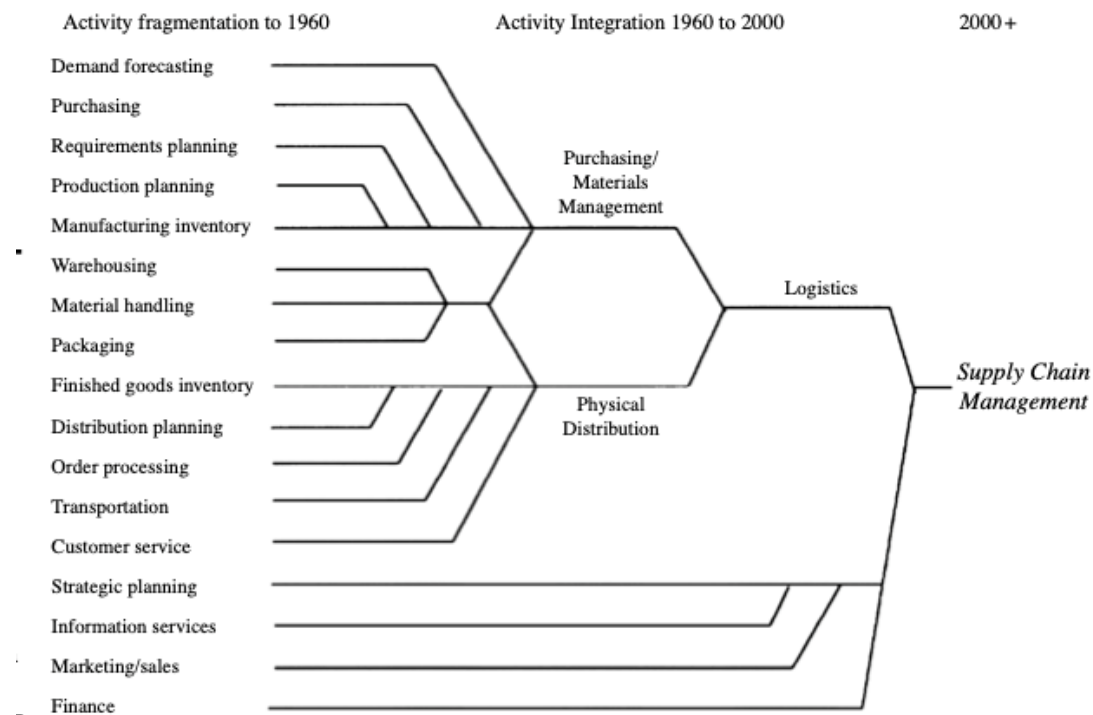 Activity fragmentation to 1960
Activity Integration 1960 to 2000
2000+
Demand forecasting
Purchasing
Requirements planning
Production planning
Manufacturing inventory
Warehousing
Material handling
Packaging
Finished goods inventory
Distribution planning
Order processing
Transportation
Customer service
Strategic planning
Information services
Marketing/sales
Finance
Purchasing/
Materials
Management
Physical
Distribution
Logistics
Supply Chain
Management